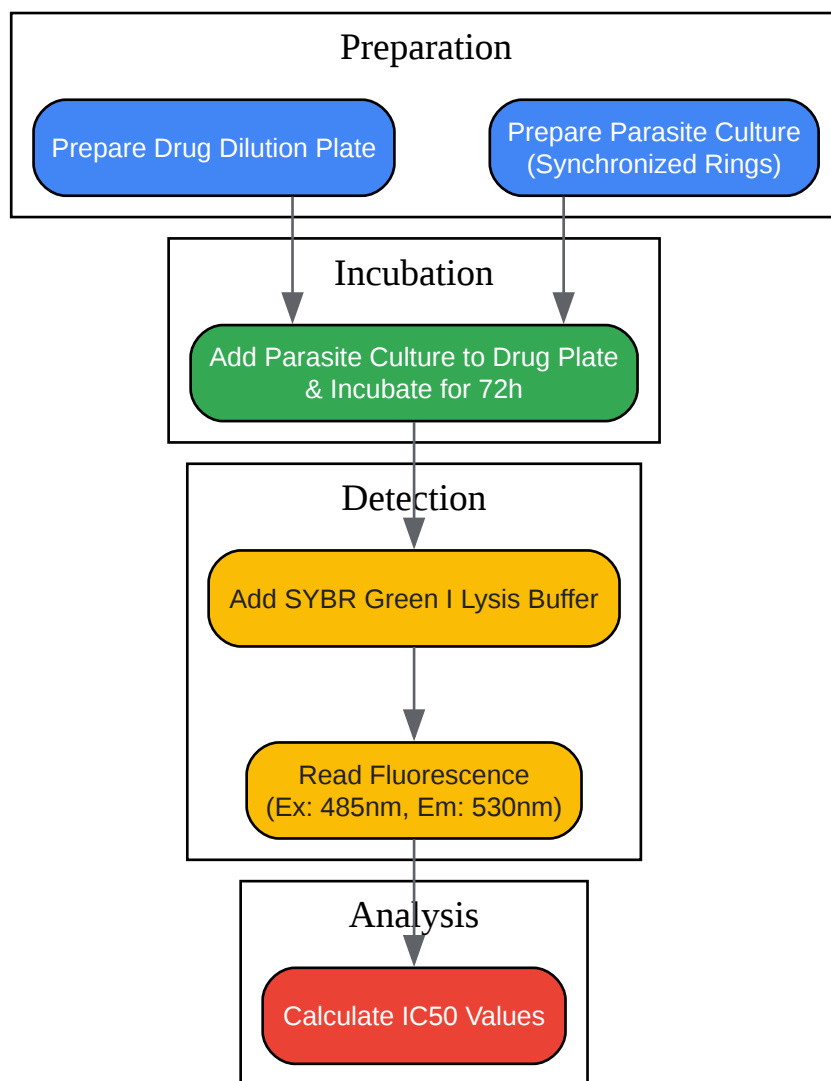 Preparation
Prepare Drug Dilution Plate
Prepare Parasite Culture
(Synchronized Rings)
Incubation
Add Parasite Culture to Drug Plate
& Incubate for 72h
Detection
Add SYBR Green I Lysis Buffer
Read Fluorescence
(Ex: 485nm, Em: 530nm)
Analysis
Calculate IC50 Values